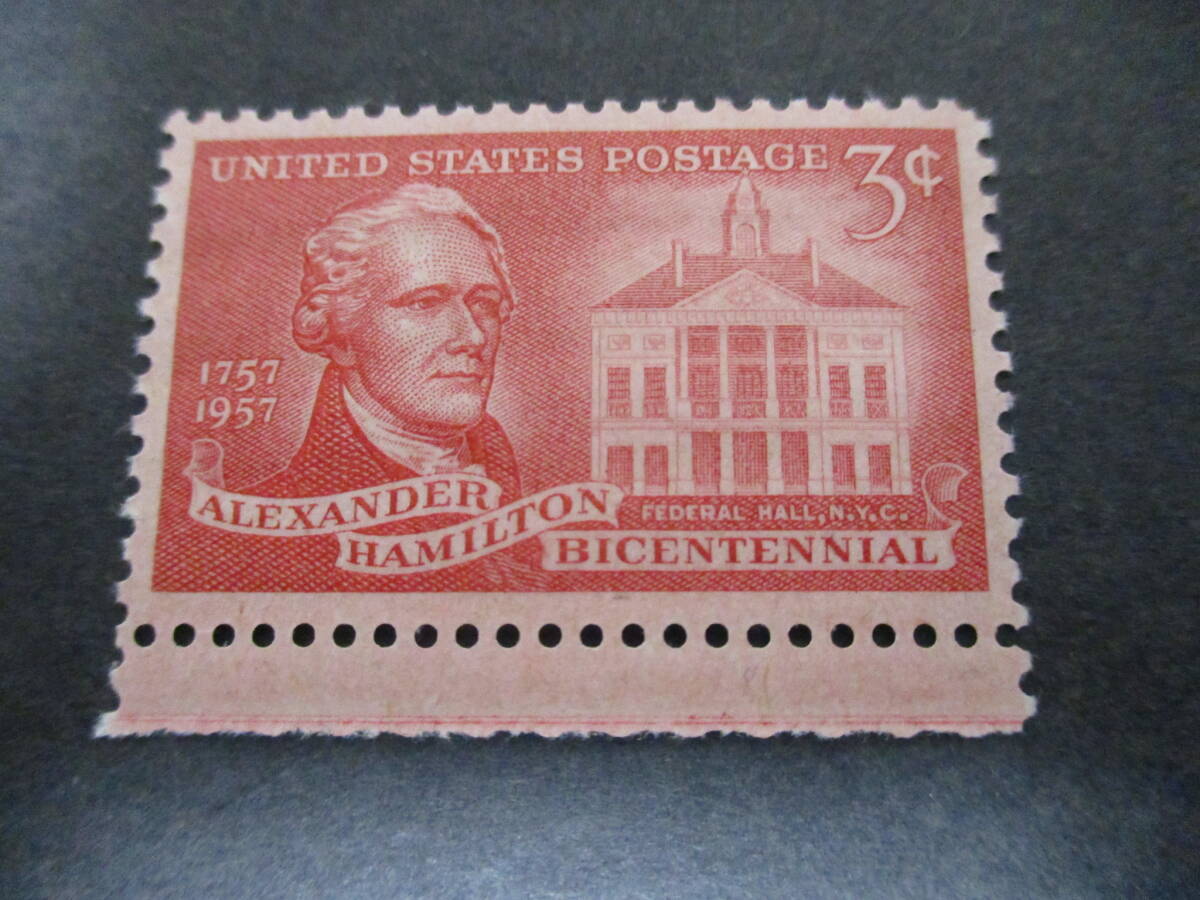 UNITED STATES POSTAGE 3¢
1757
1957
ALEXANDER
HAMILTON
FEDERAL HALL, N.Y.C.
BICENTENNIAL